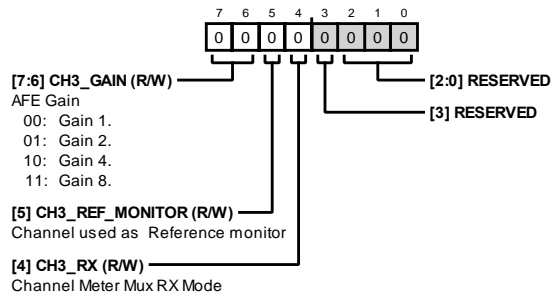 7 6 5 4 3 2 1 0
0 0 0 0 0 0 0 0
[7:6] CH3_GAIN (R/W)
AFE Gain
00: Gain 1.
01: Gain 2.
10: Gain 4.
11: Gain 8.
[5] CH3_REF_MONITOR (R/W)
Channel used as Reference monitor
[4] CH3_RX (R/W)
Channel Meter Mux RX Mode
[2:0] RESERVED
[3] RESERVED